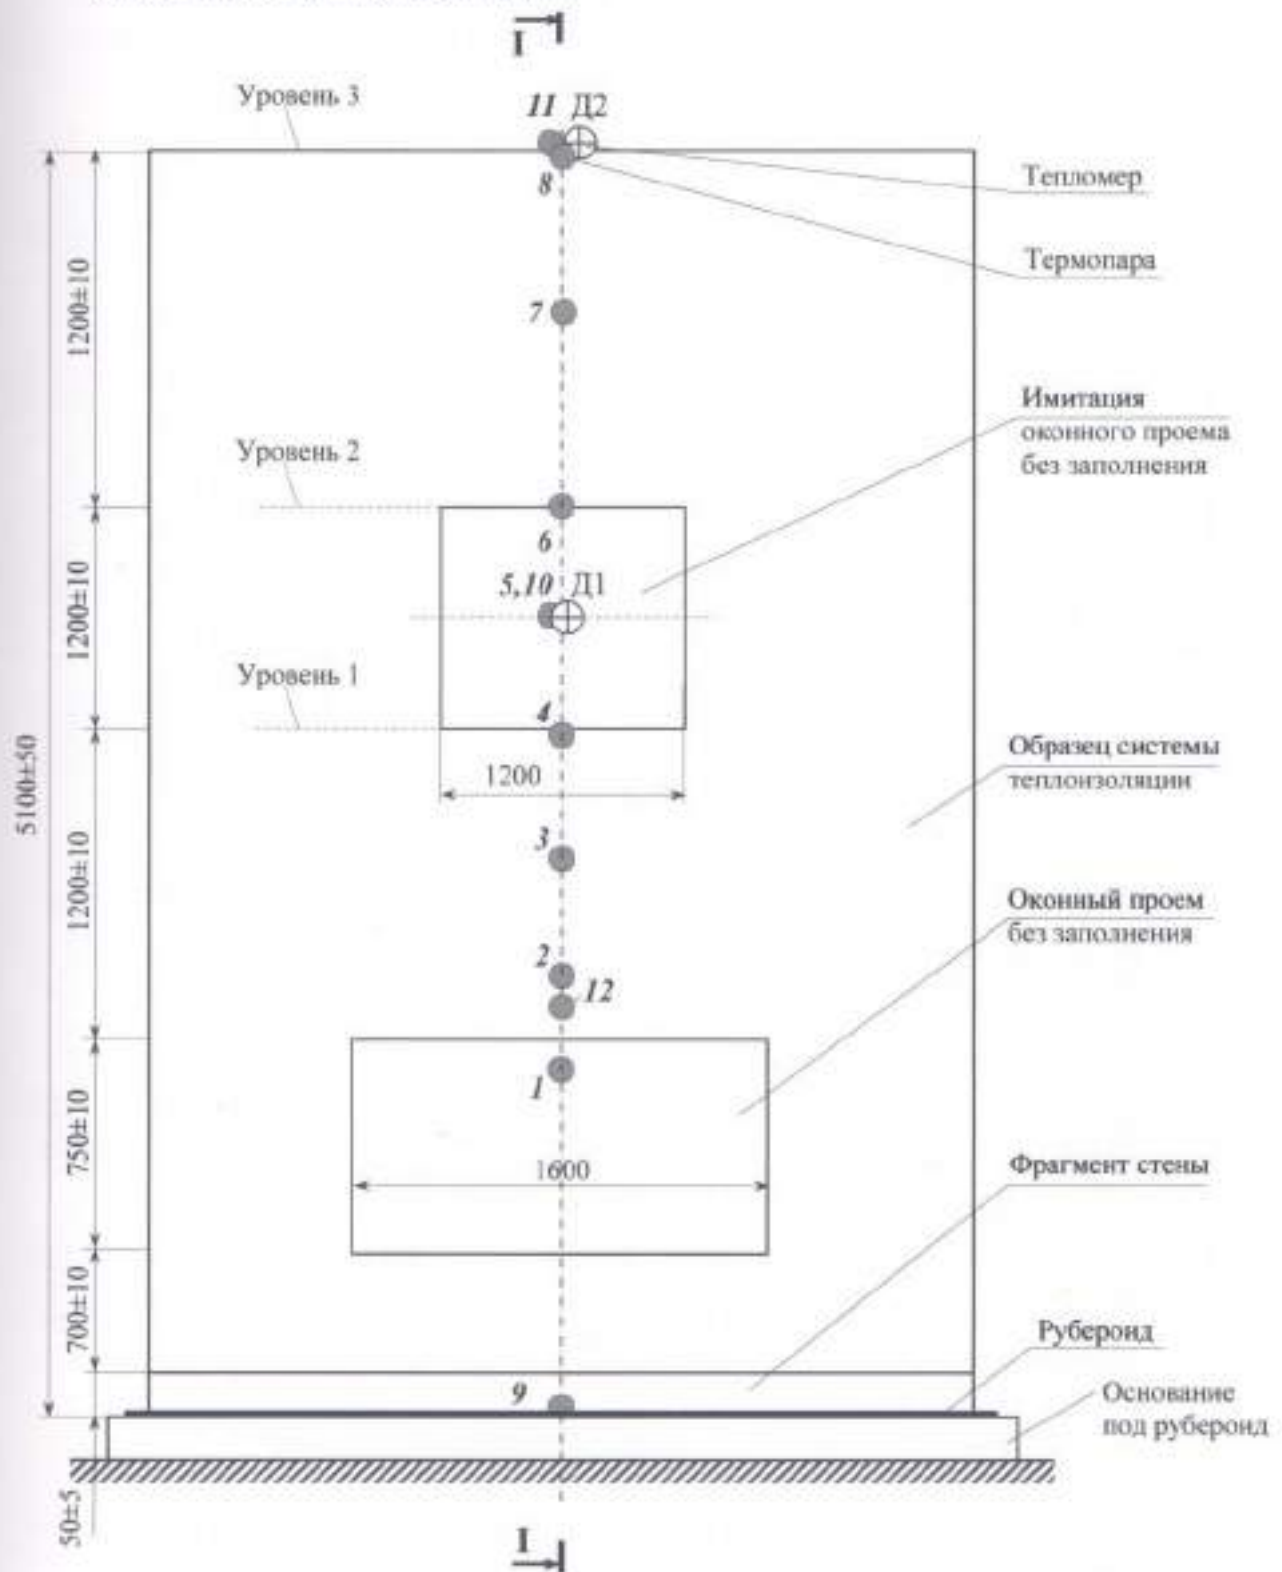 I
Уровень 3
11 Д2
8
Тепломер
Термопара
1200±10
7
Имитация
оконного проема
без заполнения
Уровень 2
6
5,10 Д1
1200±10
Уровень 1
4
1200
5100±50
Образец системы
теплоизоляции
3
1200±10
Оконный проем
без заполнения
2
12
1
750±10
1600
Фрагмент стены
700±10
Рубероид
9
Основание
под рубероид
50±5
I